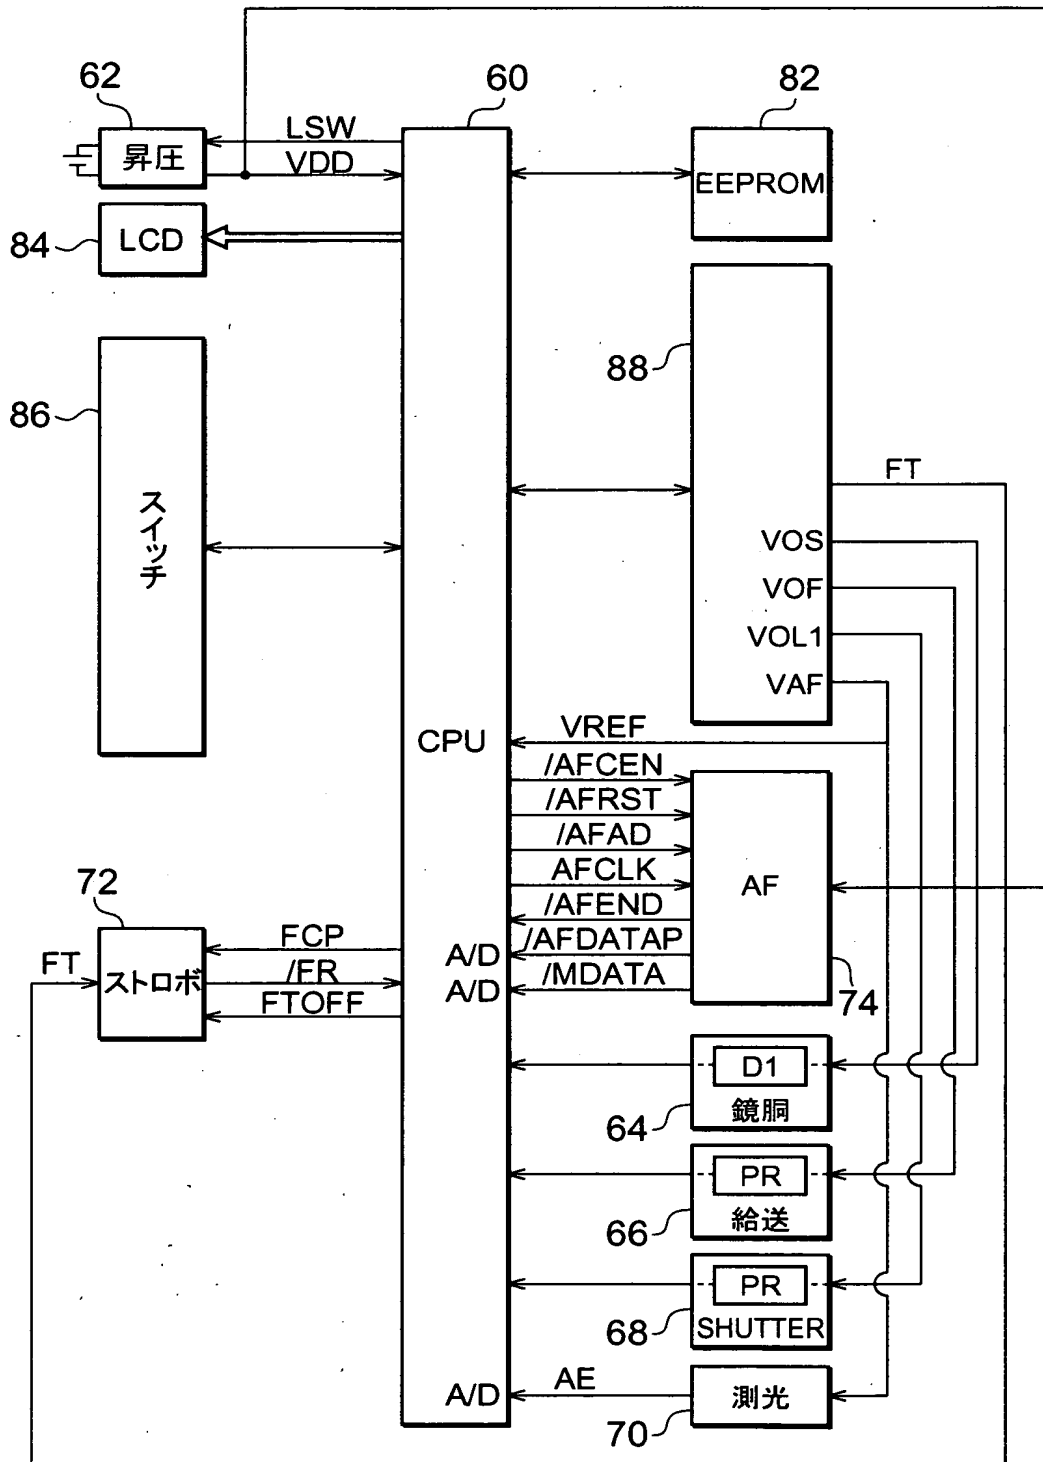 62
60
82
昇圧
LSW
VDD
EEPROM
84
LCD
88
86
スイッチ
FT
VOS
VOF
VOL1
VAF
CPU
VREF
/AFCEN
/AFRST
/AFAD
AFCLK
/AFEND
A/D
/AFDATAP
A/D
/MDATA
AF
74
72
FT
ストロボ
FCP
/FR
FTOFF
D1
鏡胴
64
PR
給送
66
PR
SHUTTER
68
A/D
AE
測光
70